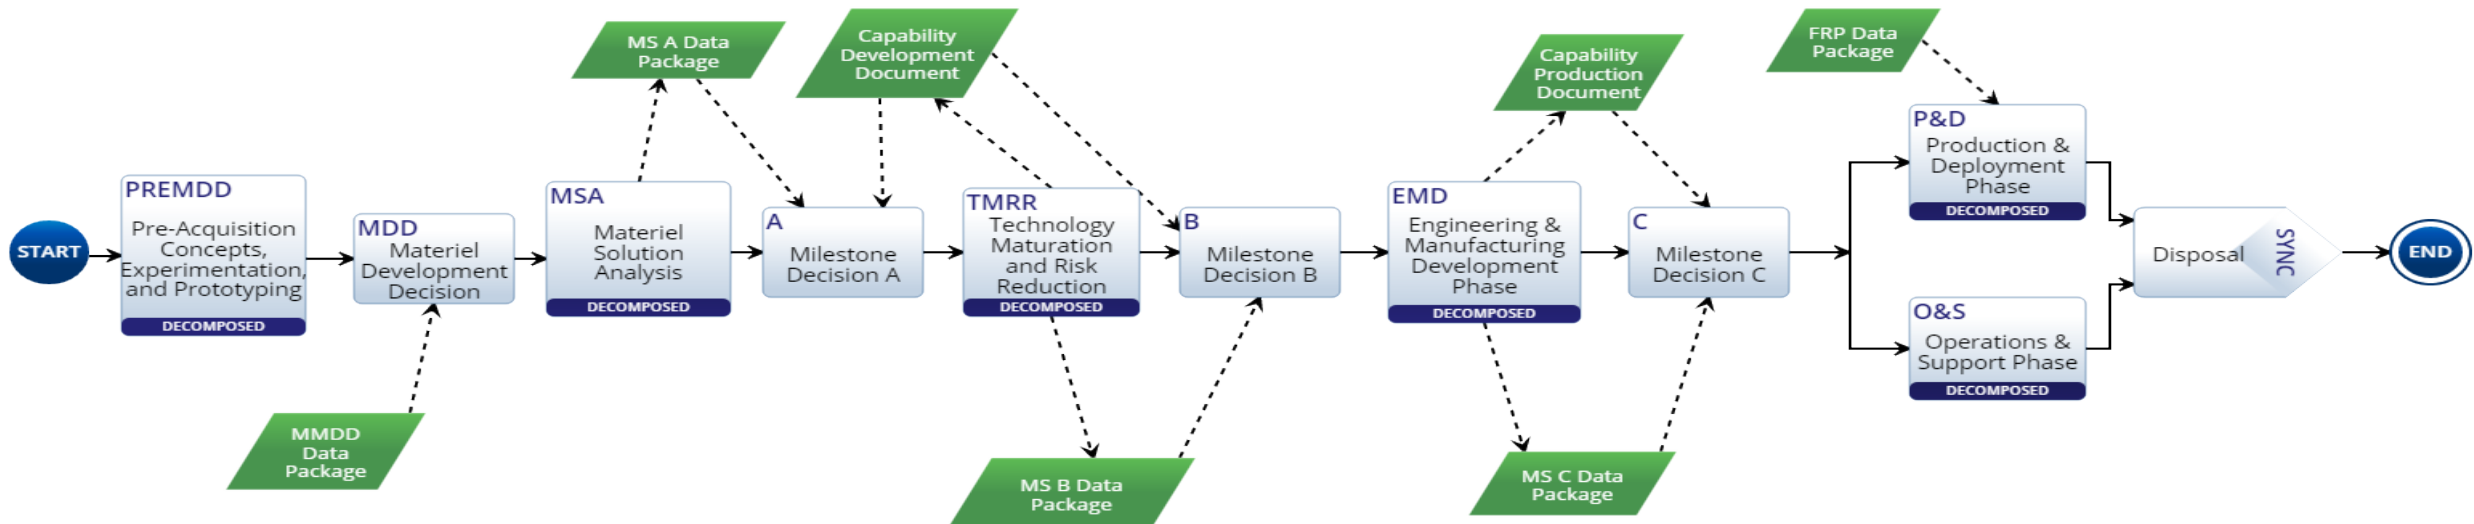 MS A Data
Package
Capability
Development
Document
Capability
Production
Document
FRP Data
Package
START
PREMDD
Pre-Acquisition
Concepts,
Experimentation,
and Prototyping
DECOMPOSED
MDD
Materiel
Development
Decision
MSA
Materiel
Solution
Analysis
DECOMPOSED
A
Milestone
Decision A
TMRR
Technology
Maturation
and Risk
Reduction
DECOMPOSED
B
Milestone
Decision B
EMD
Engineering &
Manufacturing
Development
Phase
DECOMPOSED
C
Milestone
Decision C
P&D
Production &
Deployment
Phase
DECOMPOSED
O&S
Operations &
Support Phase
DECOMPOSED
Disposal
SYNC
END
MMDD
Data
Package
MS B Data
Package
MS C Data
Package